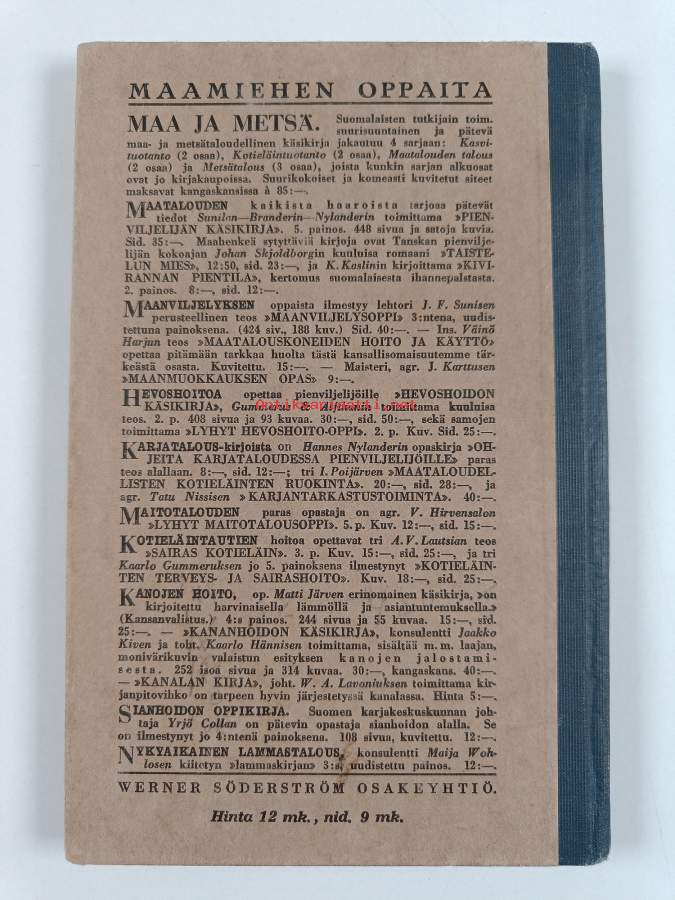 MAAMIEHEN OPPAITA
MAA JA METSÄ. Suomalaisten tutkijain toim.
suurisuuntainen ja pätevä
maa- ja metsätaloudellinen käsikirja jakautuu 4 sarjaan: Kasvi-
tuotanto (2 osaa), Kotieläintuotanto (2 osaa), Maatalouden talous
(2 osaa) ja Metsätalous (3 osaa), joista kunkin sarjan alkuosat
ovat jo kirjakaupoissa. Suurikokoiset ja komeasti kuvitetut siteet
maksavat kangaskansissa à 85:—.
MAATALOUDEN kaikista haaroista tarjoaa pätevät
tiedot Sunilan—Branderin—Nylanderin toimittama »PIEN-
VILJELIJÄN KÄSIKIRJA». 5. painos. 448 sivua ja satoja kuvia.
Sid. 35:—. Maahenkeä sytyttäviä kirjoja ovat Tanskan pienvilje-
lijän kokoajan Johan Skjoldborgin kuuluisa romaani »TAISTE-
LUN MIES», 12:50, sid. 23:—, ja K. Kaslinin kirjoittama »KIVI-
RANNAN PIENTILA», kertomus suomalaisesta ihannepalstasta.
2. painos. 8:—, sid. 12:—.
MAANVILJELYKSEN oppaista ilmestyy lehtori J. F. Sunisen
perusteellinen teos »MAANVILJELYSOPPI» 3:ntena, uudis-
tettuna painoksena. (424 siv., 188 kuv.) Sid. 40:—. — Ins. Väinö
Harjun teos »MAATALOUSKONEIDEN HOITO JA KÄYTTÖ»
opettaa pitämään tarkkaa huolta tästä kansallisomaisuutemme tär-
keästä osasta. Kuvitettu. 15:—. — Maisteri, agr. J. Karttusen
»MAANMUOKKAUKSEN OPAS» 9:—.
HEVOSHOITOA opettaa pienviljelijöille »HEVOSHOIDON
KÄSIKIRJA», Gummerus & Alfthanin toimittama kuuluisa
teos. 2. p. 408 sivua ja 93 kuvaa. 30:—, sid. 50:—, sekä samojen
toimittama »LYHYT HEVOSHOITO-OPPI». 2. p. Kuv. Sid. 25:—.
KARJATALOUS-kirjoista on Hannes Nylanderin opaskirja »OH-
JEITA KARJATALOUDESSA PIENVILJELIJÖILLE» paras
teos alallaan. 8:—, sid. 12:—; tri I. Poijärven »MAATALOUDEL-
LISTEN KOTIELÄINTEN RUOKINTA». 20:—, sid. 28:—, ja
agr. Tatu Nissisen »KARJANTARKASTUSTOIMINTA». 40:—.
MAITOTALOUDEN paras opastaja on agr. V. Hirvensalon
»LYHYT MAITOTALOUSOPPI». 5. p. Kuv. 12:—, sid. 15:—.
KOTIELÄINTAUTIEN hoitoa opettavat tri A. V. Lautsian teos
»SAIRAS KOTIELÄIN». 3. p. Kuv. 15:—, sid. 25:—, ja tri
Kaarlo Gummeruksen jo 5. painoksena ilmestynyt »KOTIELÄIN-
TEN TERVEYS- JA SAIRASHOITO». Kuv. 18:—, sid. 25:—.
KANOJEN HOITO, op. Matti Järven erinomainen käsikirja, »on
kirjoitettu harvinaisella lämmöllä ja asiantuntemuksella.»
(Kansanvalistus.) 4:s painos. 244 sivua ja 55 kuvaa. 15:—, sid.
25:—. — »KANANHOIDON KÄSIKIRJA», konsulentti Jaakko
Kiven ja toht. Kaarlo Hännisen toimittama, sisältää m. m. laajan,
monivärikuvin valaistun esityksen kanojen jalostami-
sesta. 252 isoa sivua ja 314 kuvaa. 30:—, kangaskans. 40:—.
— »KANALAN KIRJA», joht. W. A. Lavoniuksen toimittama kir-
janpitovihko on tarpeen hyvin järjestetyssä kanalassa. Hinta 5:—.
SIANHOIDON OPPIKIRJA. Suomen karjakeskuskunnan joh-
taja Yrjö Collan on pätevin opastaja sianhoidon alalla. Se
on ilmestynyt jo 4:ntenä painoksena. 108 sivua, kuvitettu. 12:—.
NYKYAIKAINEN LAMMASTALOUS, konsulentti Maija Woh-
losen kiitetyn »lammaskirjan» 3:s, uudistettu painos. 12:—.
WERNER SÖDERSTRÖM OSAKEYHTIÖ.
Hinta 12 mk., nid. 9 mk.